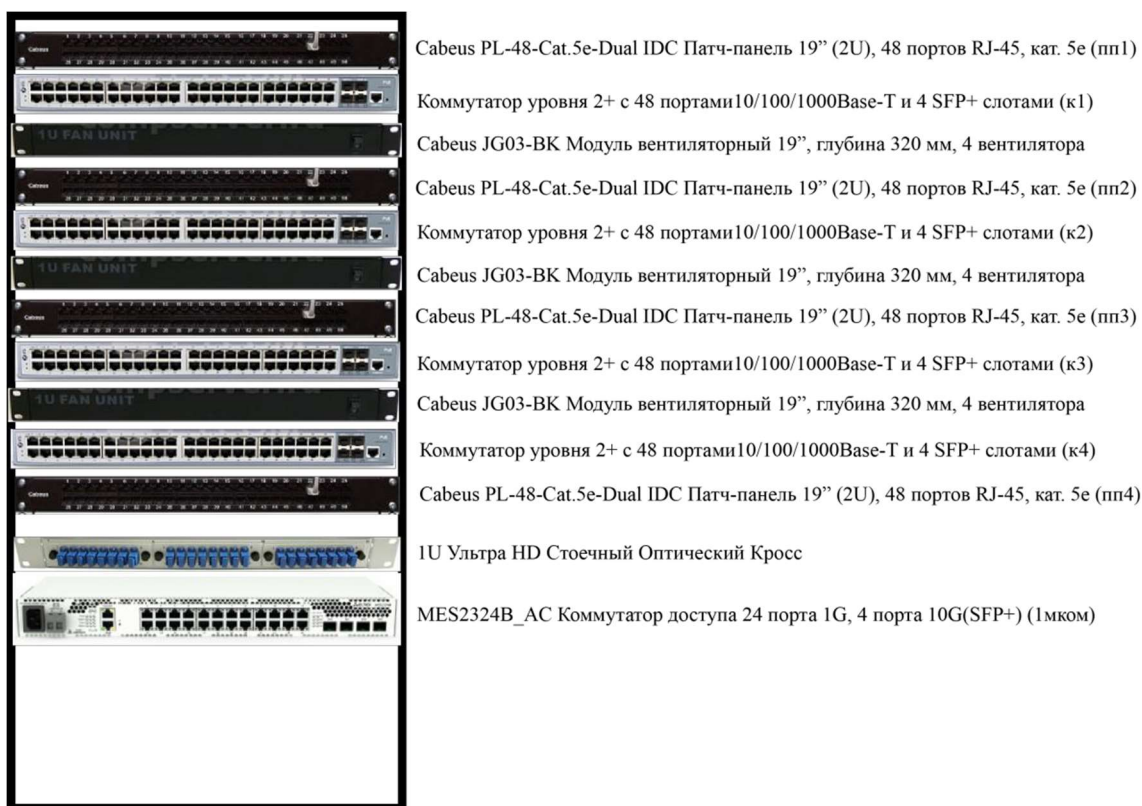 Cabeus PL-48-Cat.5e-Dual IDC Патч-панель 19” (2U), 48 портов RJ-45, кат. 5e (пп1)
Коммутатор уровня 2+ с 48 портами10/100/1000Base-T и 4 SFP+ слотами (к1)
1U FAN UNIT
Cabeus JG03-BK Модуль вентиляторный 19”, глубина 320 мм, 4 вентилятора
Cabeus PL-48-Cat.5e-Dual IDC Патч-панель 19” (2U), 48 портов RJ-45, кат. 5e (пп2)
Коммутатор уровня 2+ с 48 портами10/100/1000Base-T и 4 SFP+ слотами (к2)
1U FAN UNIT
Cabeus JG03-BK Модуль вентиляторный 19”, глубина 320 мм, 4 вентилятора
Cabeus PL-48-Cat.5e-Dual IDC Патч-панель 19” (2U), 48 портов RJ-45, кат. 5e (пп3)
Коммутатор уровня 2+ с 48 портами10/100/1000Base-T и 4 SFP+ слотами (к3)
1U FAN UNIT
Cabeus JG03-BK Модуль вентиляторный 19”, глубина 320 мм, 4 вентилятора
Коммутатор уровня 2+ с 48 портами10/100/1000Base-T и 4 SFP+ слотами (к4)
Cabeus PL-48-Cat.5e-Dual IDC Патч-панель 19” (2U), 48 портов RJ-45, кат. 5e (пп4)
1U Ультра HD Стоечный Оптический Кросс
MES2324B_AC Коммутатор доступа 24 порта 1G, 4 порта 10G(SFP+) (1мком)